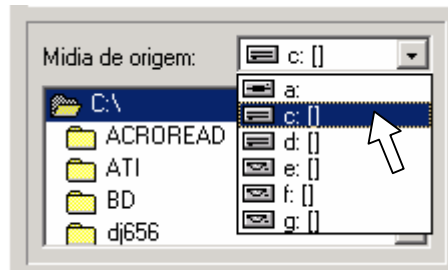 Midia de origem:
c: []
a:
c: []
d: []
e: []
f: []
g: []
C:\
ACROREAD
ATI
BD
dj656